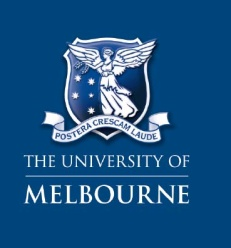 POSTERA CRESCAM LAUDE
THE UNIVERSITY OF
MELBOURNE